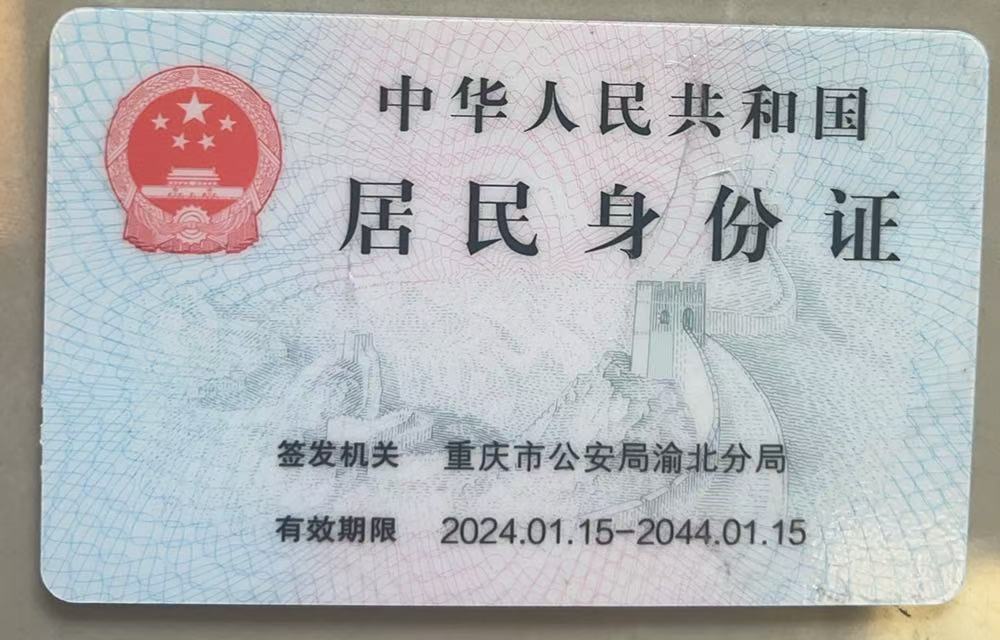 中华人民共和国
居民身份证
签发机关 重庆市公安局渝北分局
有效期限 2024.01.15-2044.01.15